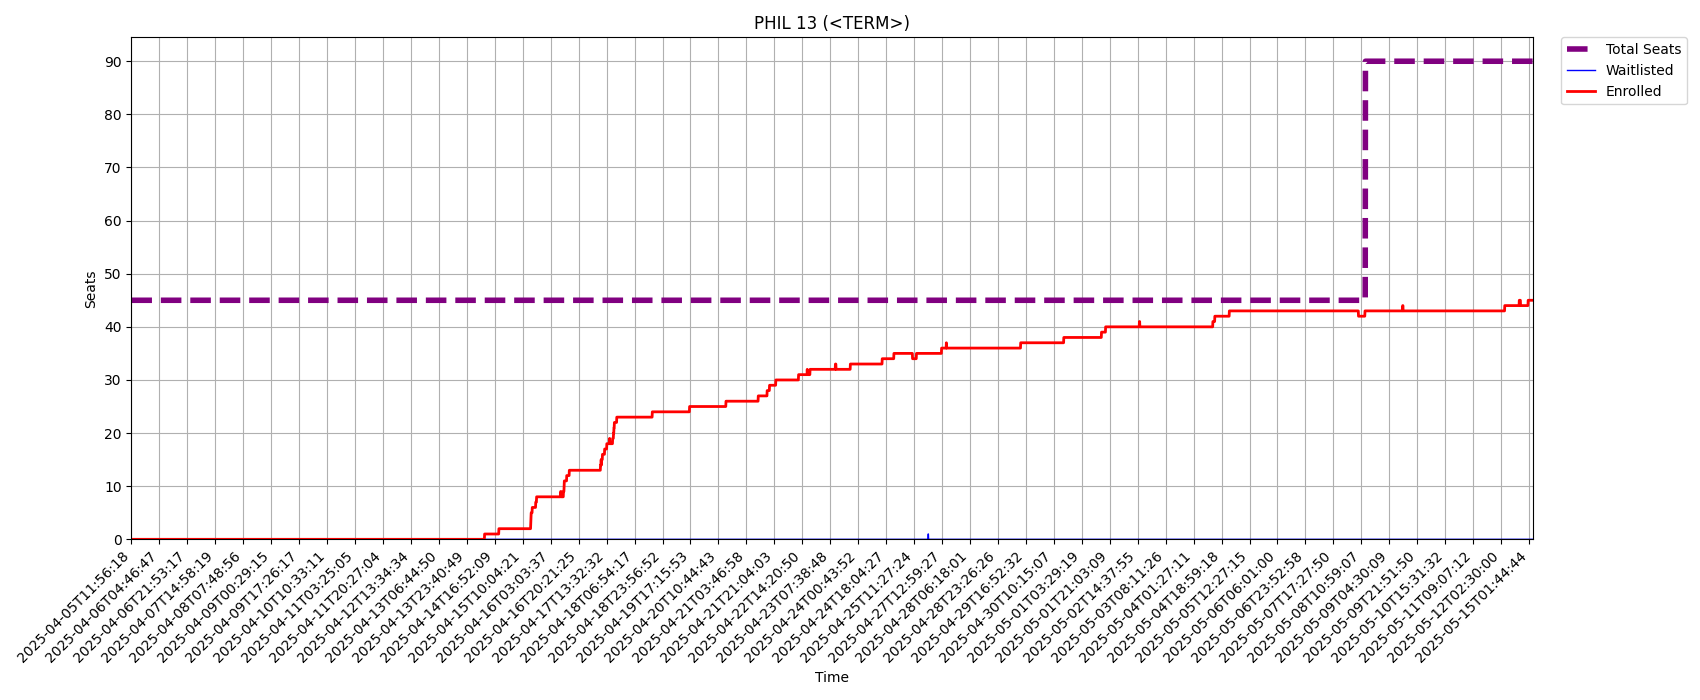 PHIL 13 (<TERM>)
Total Seats
Waitlisted
Enrolled
Seats
90
80
70
60
50
40
30
20
10
0
2025-04-05T11:56:18
2025-04-06T04:46:47
2025-04-06T21:53:17
2025-04-07T14:58:19
2025-04-08T07:48:56
2025-04-09T00:29:15
2025-04-09T17:26:17
2025-04-10T10:33:11
2025-04-11T03:25:05
2025-04-11T20:27:04
2025-04-12T13:34:34
2025-04-13T06:44:50
2025-04-13T23:40:49
2025-04-14T16:52:09
2025-04-15T10:04:21
2025-04-16T03:03:37
2025-04-16T20:21:25
2025-04-17T13:32:32
2025-04-18T06:54:17
2025-04-18T23:56:52
2025-04-19T17:15:53
2025-04-20T10:44:43
2025-04-21T03:46:58
2025-04-21T21:04:03
2025-04-22T14:20:50
2025-04-23T07:38:48
2025-04-24T00:43:52
2025-04-24T18:04:27
2025-04-25T11:27:24
2025-04-27T12:59:27
2025-04-28T06:18:01
2025-04-28T23:26:26
2025-04-29T16:52:32
2025-04-30T10:15:07
2025-05-01T03:29:19
2025-05-01T21:03:09
2025-05-02T14:37:55
2025-05-03T08:11:26
2025-05-04T01:27:11
2025-05-04T18:59:18
2025-05-05T12:27:15
2025-05-06T06:01:00
2025-05-06T23:52:58
2025-05-07T17:27:50
2025-05-08T10:59:07
2025-05-09T04:30:09
2025-05-09T21:51:50
2025-05-10T15:31:32
2025-05-11T09:07:12
2025-05-12T02:30:00
2025-05-15T01:44:44
Time